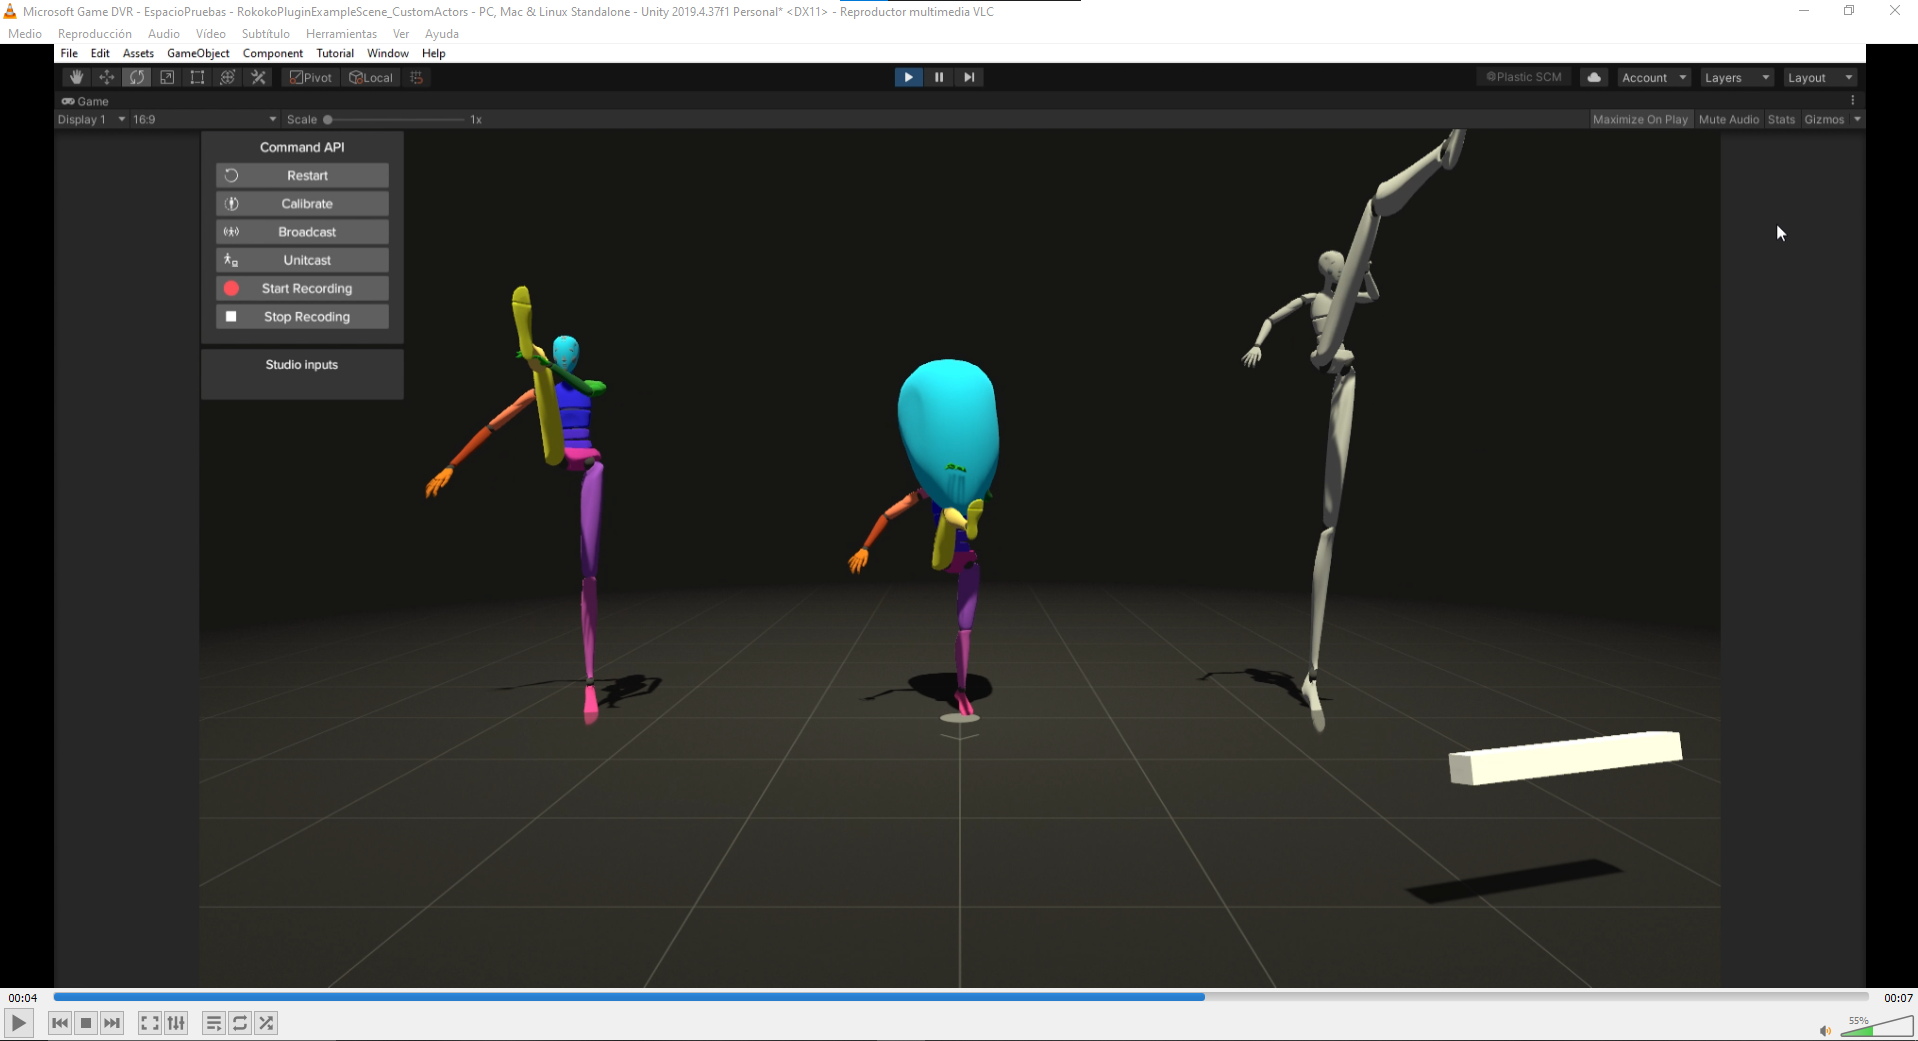 Microsoft Game DVR - EspacioPruebas - RokokoPluginExampleScene_CustomActors - PC, Mac & Linux Standalone - Unity 2019.4.37f1 Personal* <DX11> - Reproductor multimedia VLC
Medio Reproducción Audio Vídeo Subtítulo Herramientas Ver Ayuda
File Edit Assets GameObject Component Tutorial Window Help
Pivot Local Plastic SCM Account Layers Layout
Game
Display 1 16:9 Scale 1x Maximize On Play Mute Audio Stats Gizmos
Command API
Restart
Calibrate
Broadcast
Unitcast
Start Recording
Stop Recoding
Studio inputs
00:04 00:07
55%